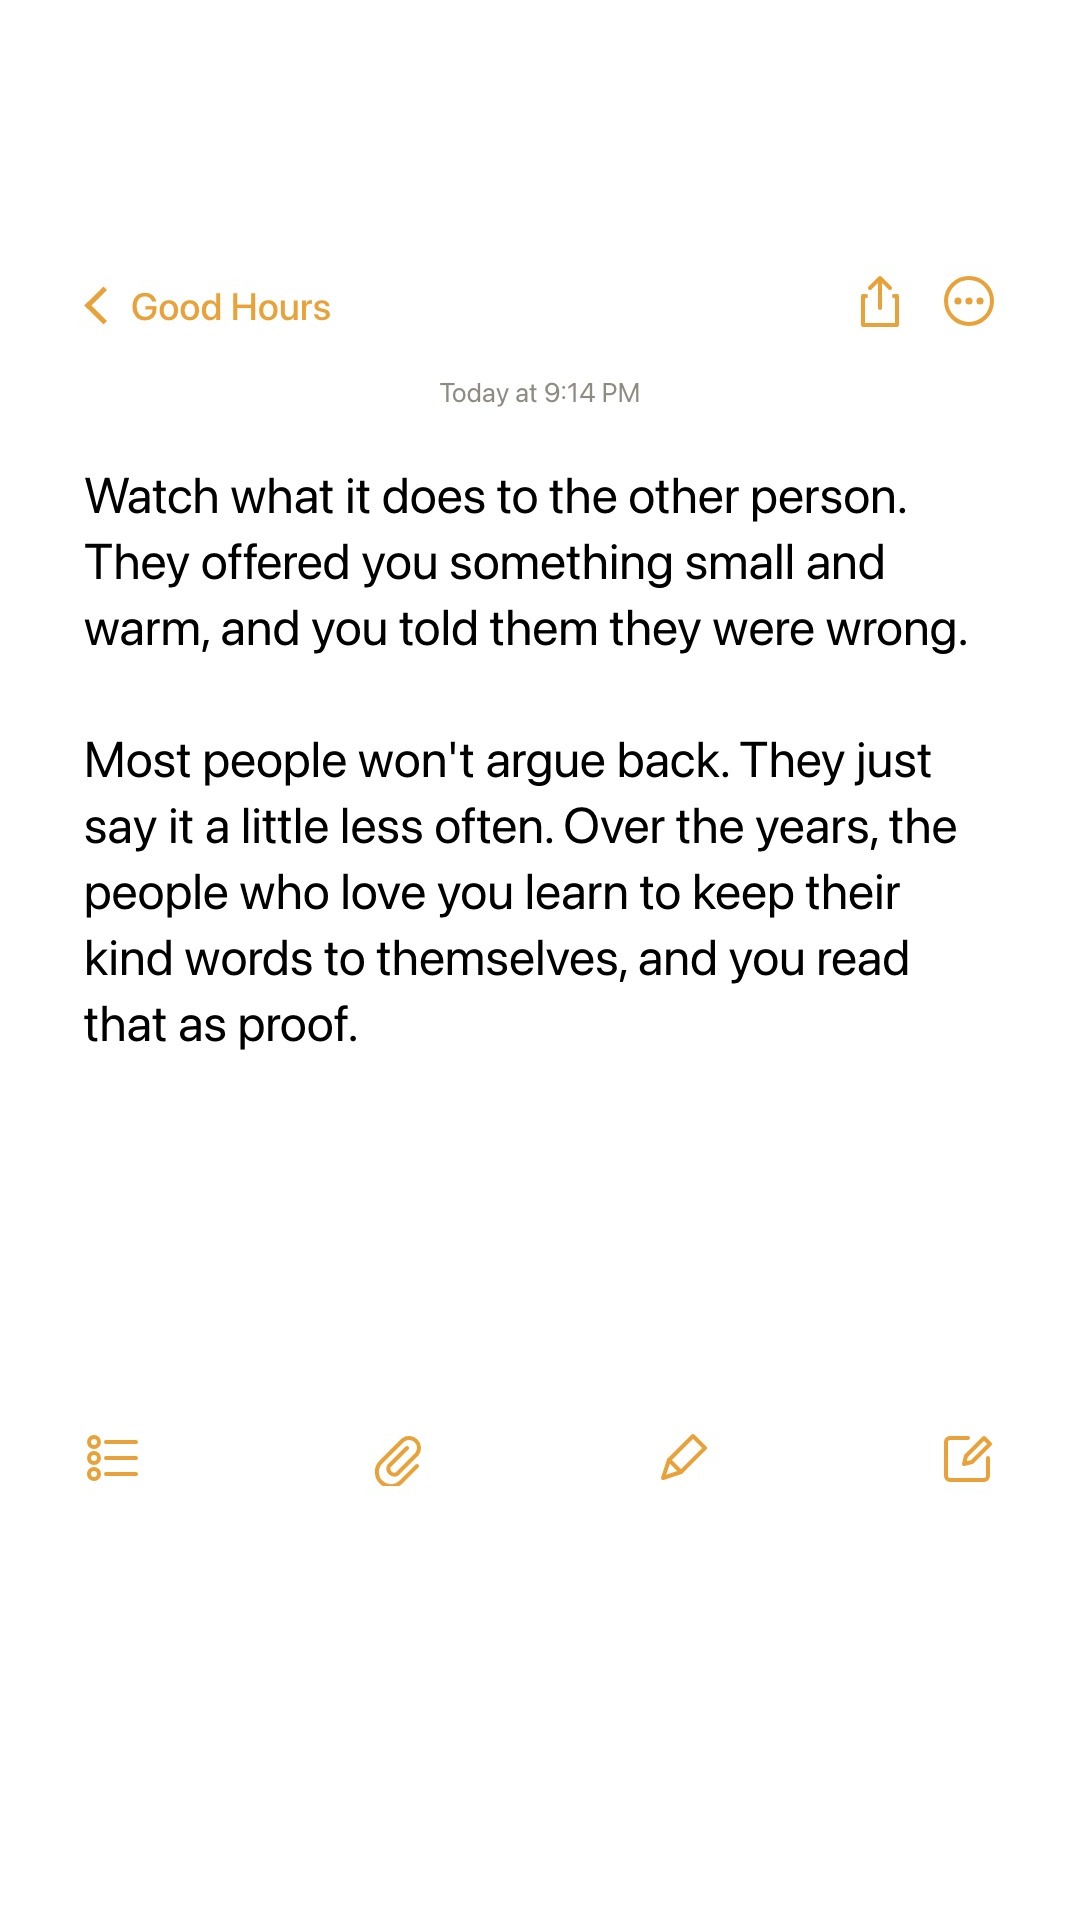 Good Hours
Today at 9:14 PM
Watch what it does to the other person.
They offered you something small and
warm, and you told them they were wrong.
Most people won't argue back. They just
say it a little less often. Over the years, the
people who love you learn to keep their
kind words to themselves, and you read
that as proof.